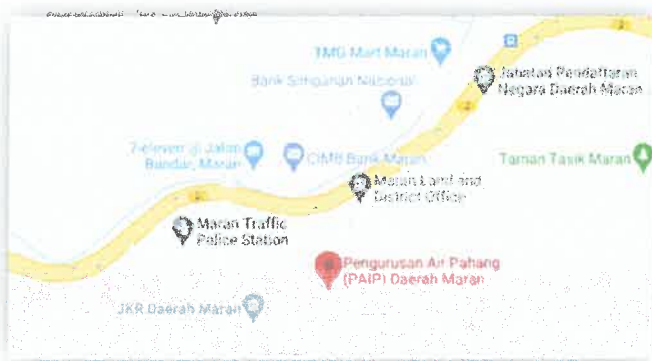 TMG Mart Maran
Bank Simpanan Nasional
Jabatan Pendaftaran
Negara Daerah Maran
7-eleven @ Jalan
Bandar, Maran
CIMB Bank Maran
Taman Tasik Maran
Maran Land and
District Office
Maran Traffic
Police Station
Pengurusan Air Pahang
(PAIP) Daerah Maran
JKR Daerah Maran